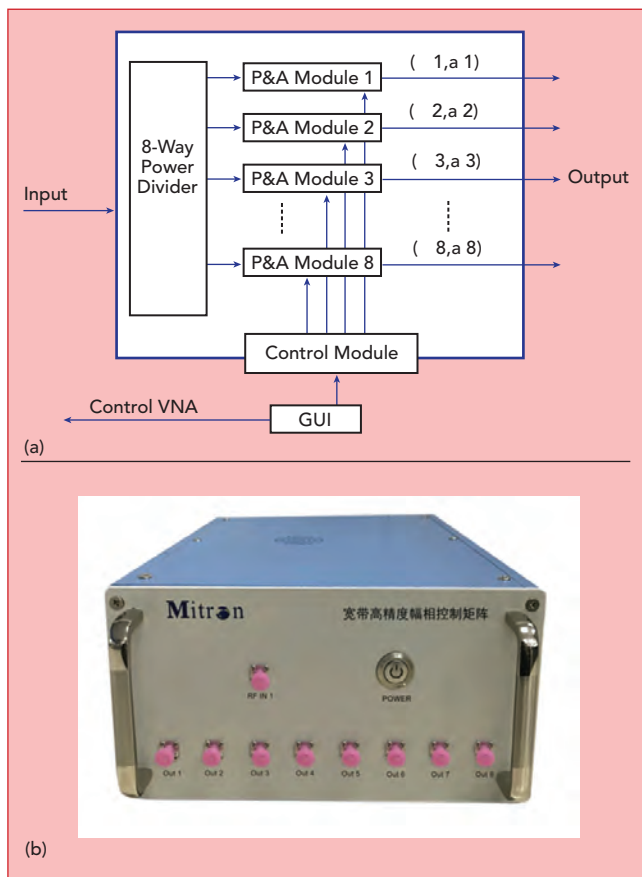 P&A Module 1
( 1,a 1)
P&A Module 2
( 2,a 2)
8-Way
Power
Divider
P&A Module 3
( 3,a 3)
Input
Output
P&A Module 8
( 8,a 8)
Control Module
Control VNA
GUI
(a)
Mitron
宽带高精度幅相控制矩阵
RF IN 1
POWER
Out 1 Out 2 Out 3 Out 4 Out 5 Out 6 Out 7 Out 8
(b)